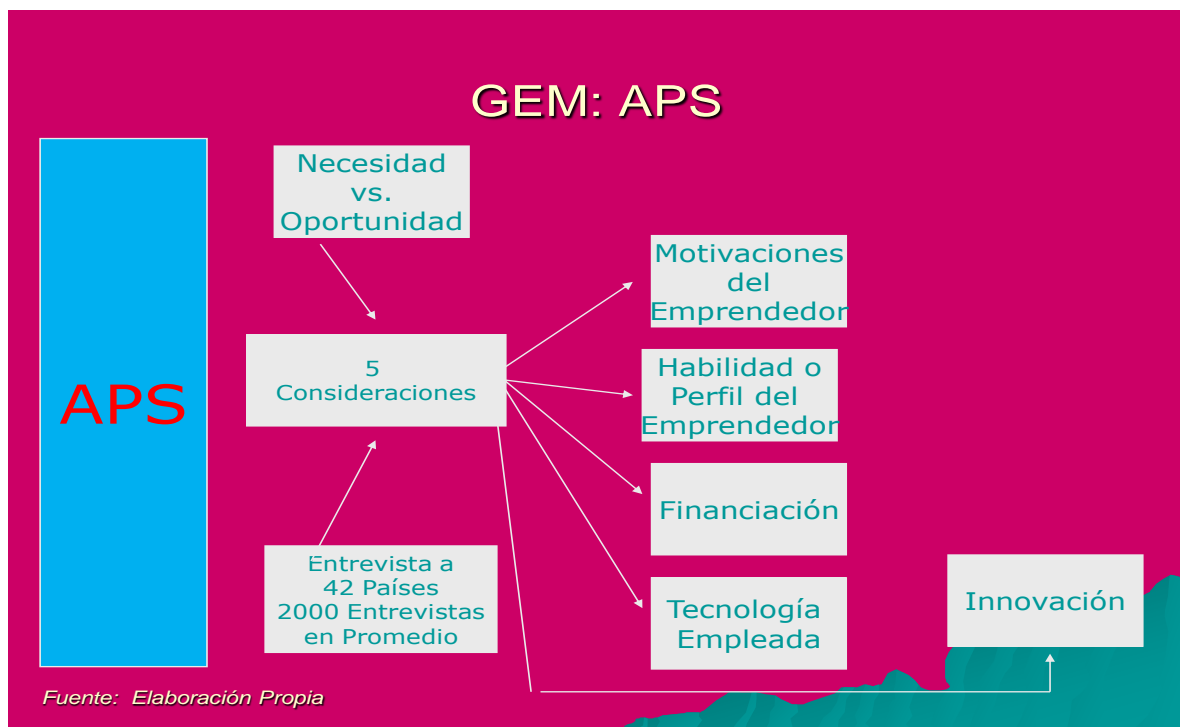 GEM: APS
APS
Necesidad
vs.
Oportunidad
5
Consideraciones
Entrevista a
42 Países
2000 Entrevistas
en Promedio
Motivaciones
del
Emprendedor
Habilidad o
Perfil del
Emprendedor
Financiación
Tecnología
Empleada
Innovación
Fuente: Elaboración Propia